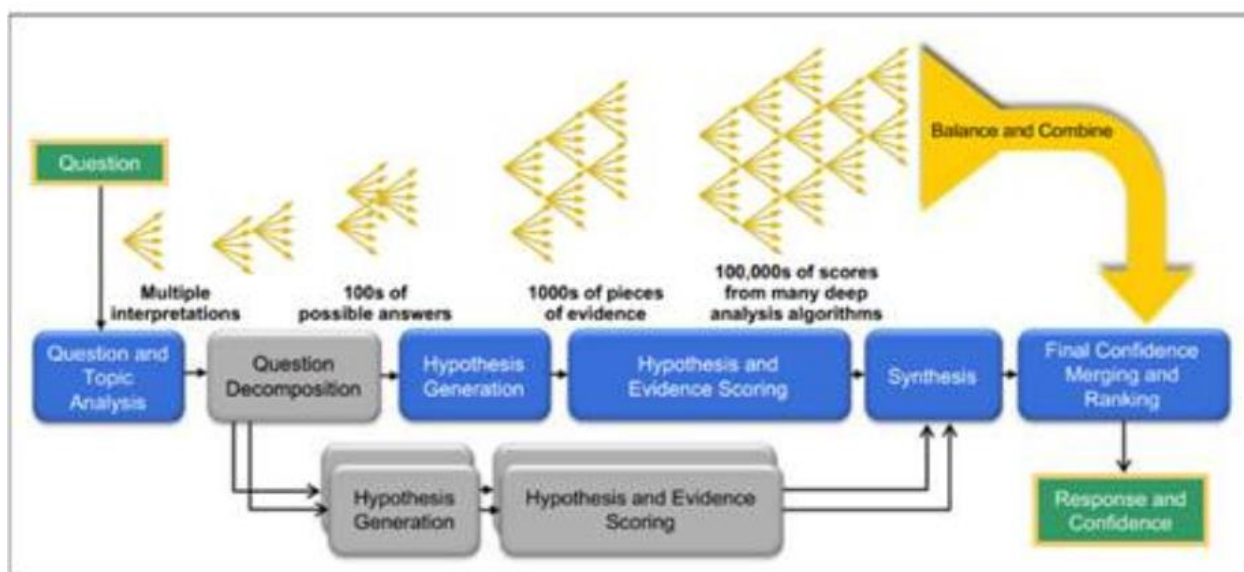 Question
Balance and Combine
Multiple
interpretations
100s of
possible answers
1000s of pieces
of evidence
100,000s of scores
from many deep
analysis algorithms
Question and
Topic
Analysis
Question
Decomposition
Hypothesis
Generation
Hypothesis and
Evidence Scoring
Synthesis
Final Confidence
Merging and
Ranking
Hypothesis
Generation
Hypothesis and Evidence
Scoring
Response and
Confidence